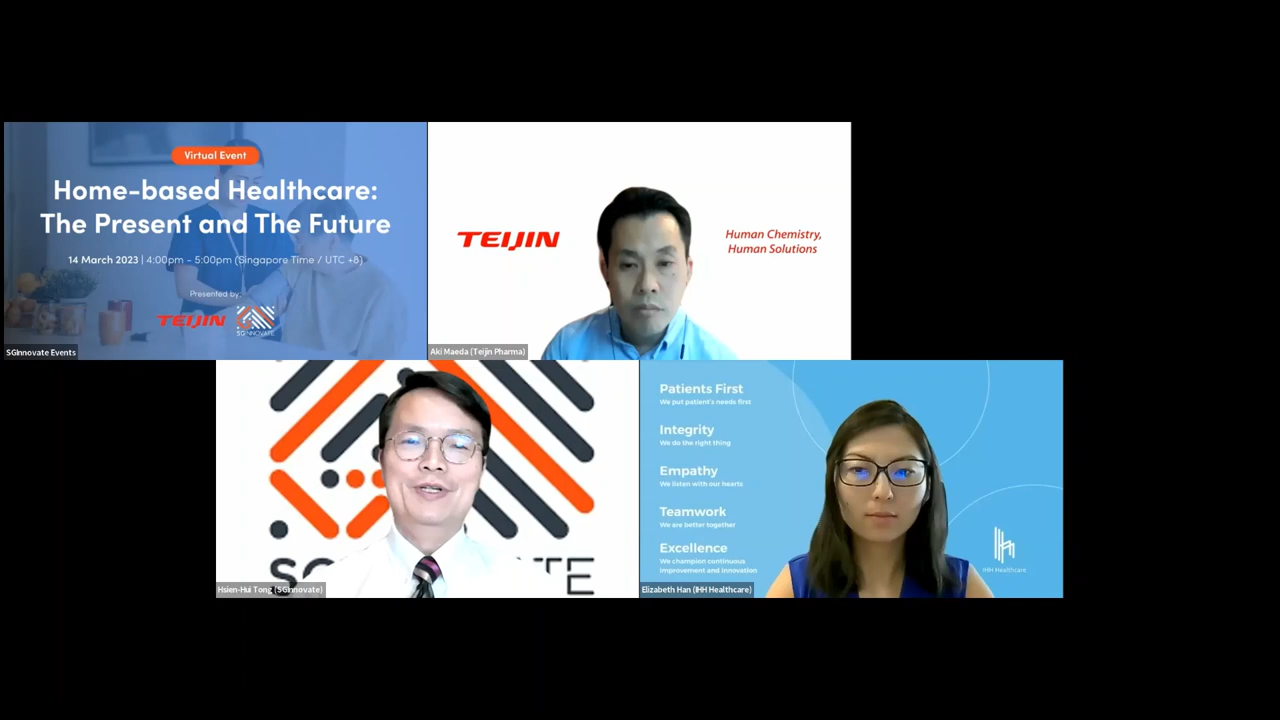 Virtual Event
Home-based Healthcare:
The Present and The Future
14 March 2023 | 4:00pm - 5:00pm (Singapore Time / UTC +8)
Presented by:
TEIJIN
SGINNOVATE
SGInnovate Events
TEIJIN
Human Chemistry,
Human Solutions
Aki Maeda (Teijin Pharma)
Hsien-Hui Tong (SGInnovate)
Patients First
We put patient's needs first
Integrity
We do the right thing
Empathy
We listen with our hearts
Teamwork
We are better together
Excellence
We champion continuous
improvement and innovation
IHH Healthcare
Elizabeth Han (IHH Healthcare)